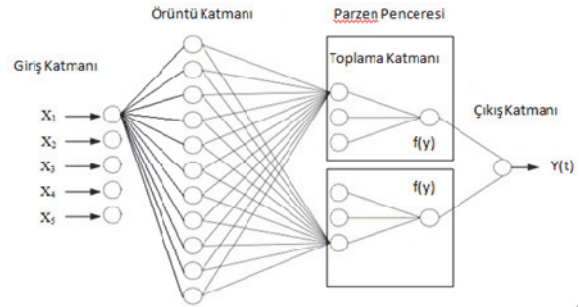 Örüntü Katmanı
Parzen Penceresi
Giriş Katmanı
Toplama Katmanı
Çıkış Katmanı
X1
X2
X3
X4
X5
f(y)
f(y)
Y(t)